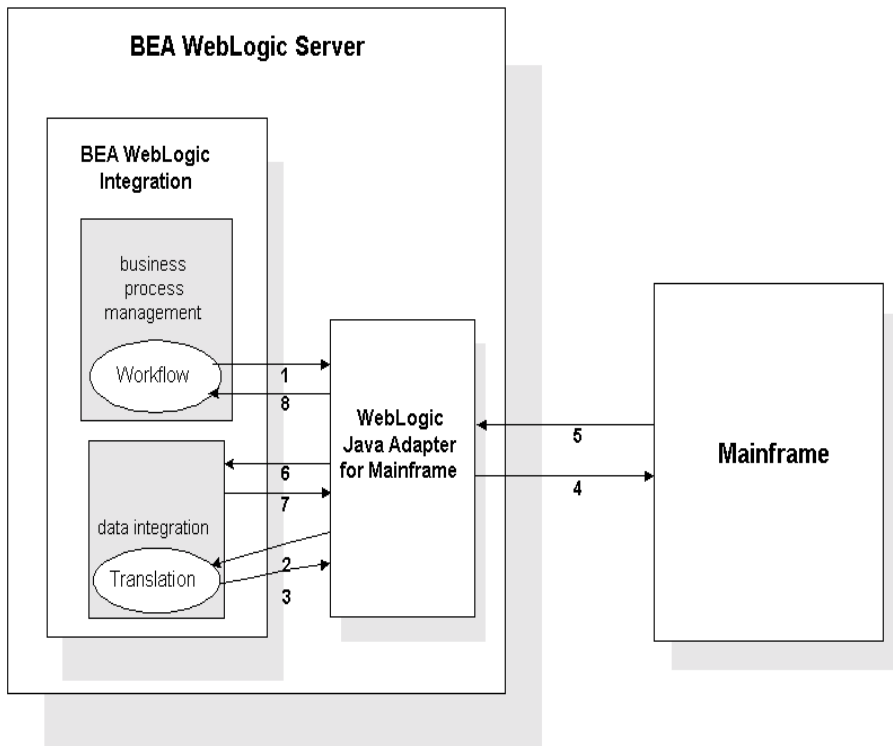 BEA WebLogic Server
BEA WebLogic
Integration
business
process
management
Workflow
1
8
WebLogic
Java Adapter
for Mainframe
5
4
Mainframe
6
7
data integration
Translation
2
3